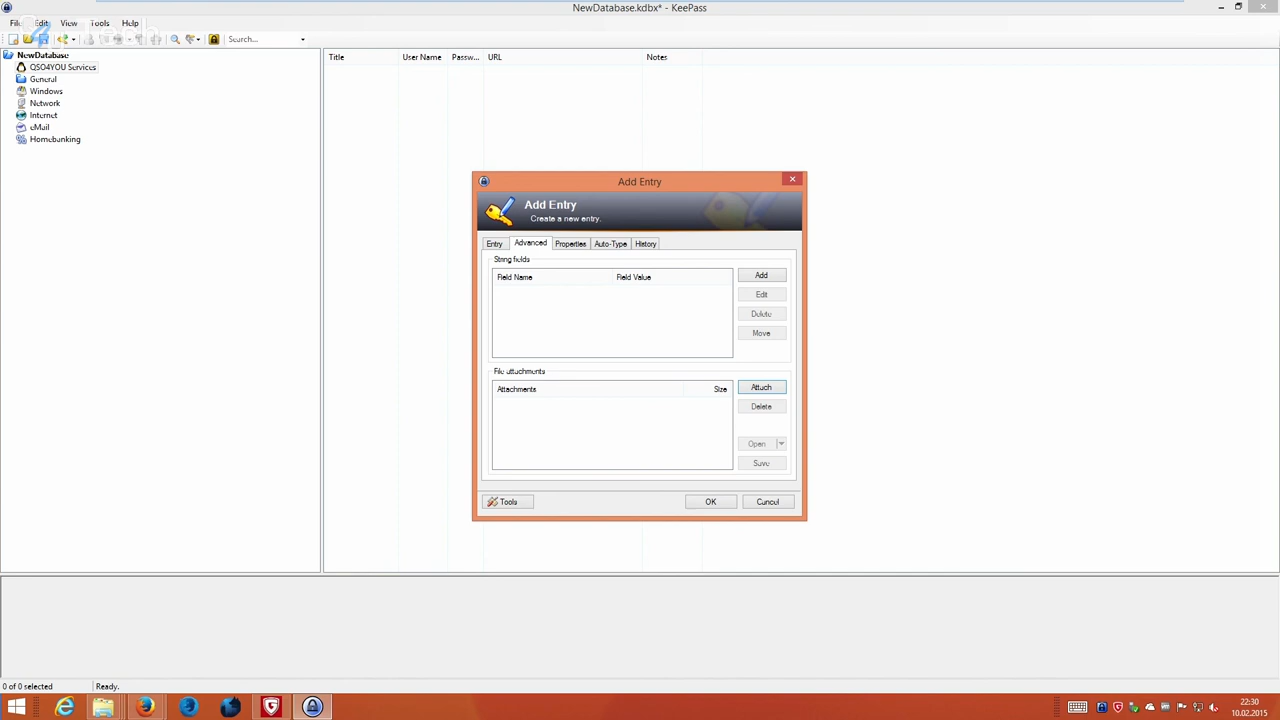 NewDatabase.kdbx* - KeePass
File Edit View Tools Help
Search...
NewDatabase
QSO4YOU Services
General
Windows
Network
Internet
eMail
Homebanking
Title User Name Passw... URL Notes
Add Entry
Add Entry
Create a new entry.
Entry Advanced Properties Auto-Type History
String fields
Field Name Field Value
Add
Edit
Delete
Move
File attachments
Attachments Size
Attach
Delete
Open
Save
Tools OK Cancel
0 of 0 selected Ready.
22:30
10.02.2015